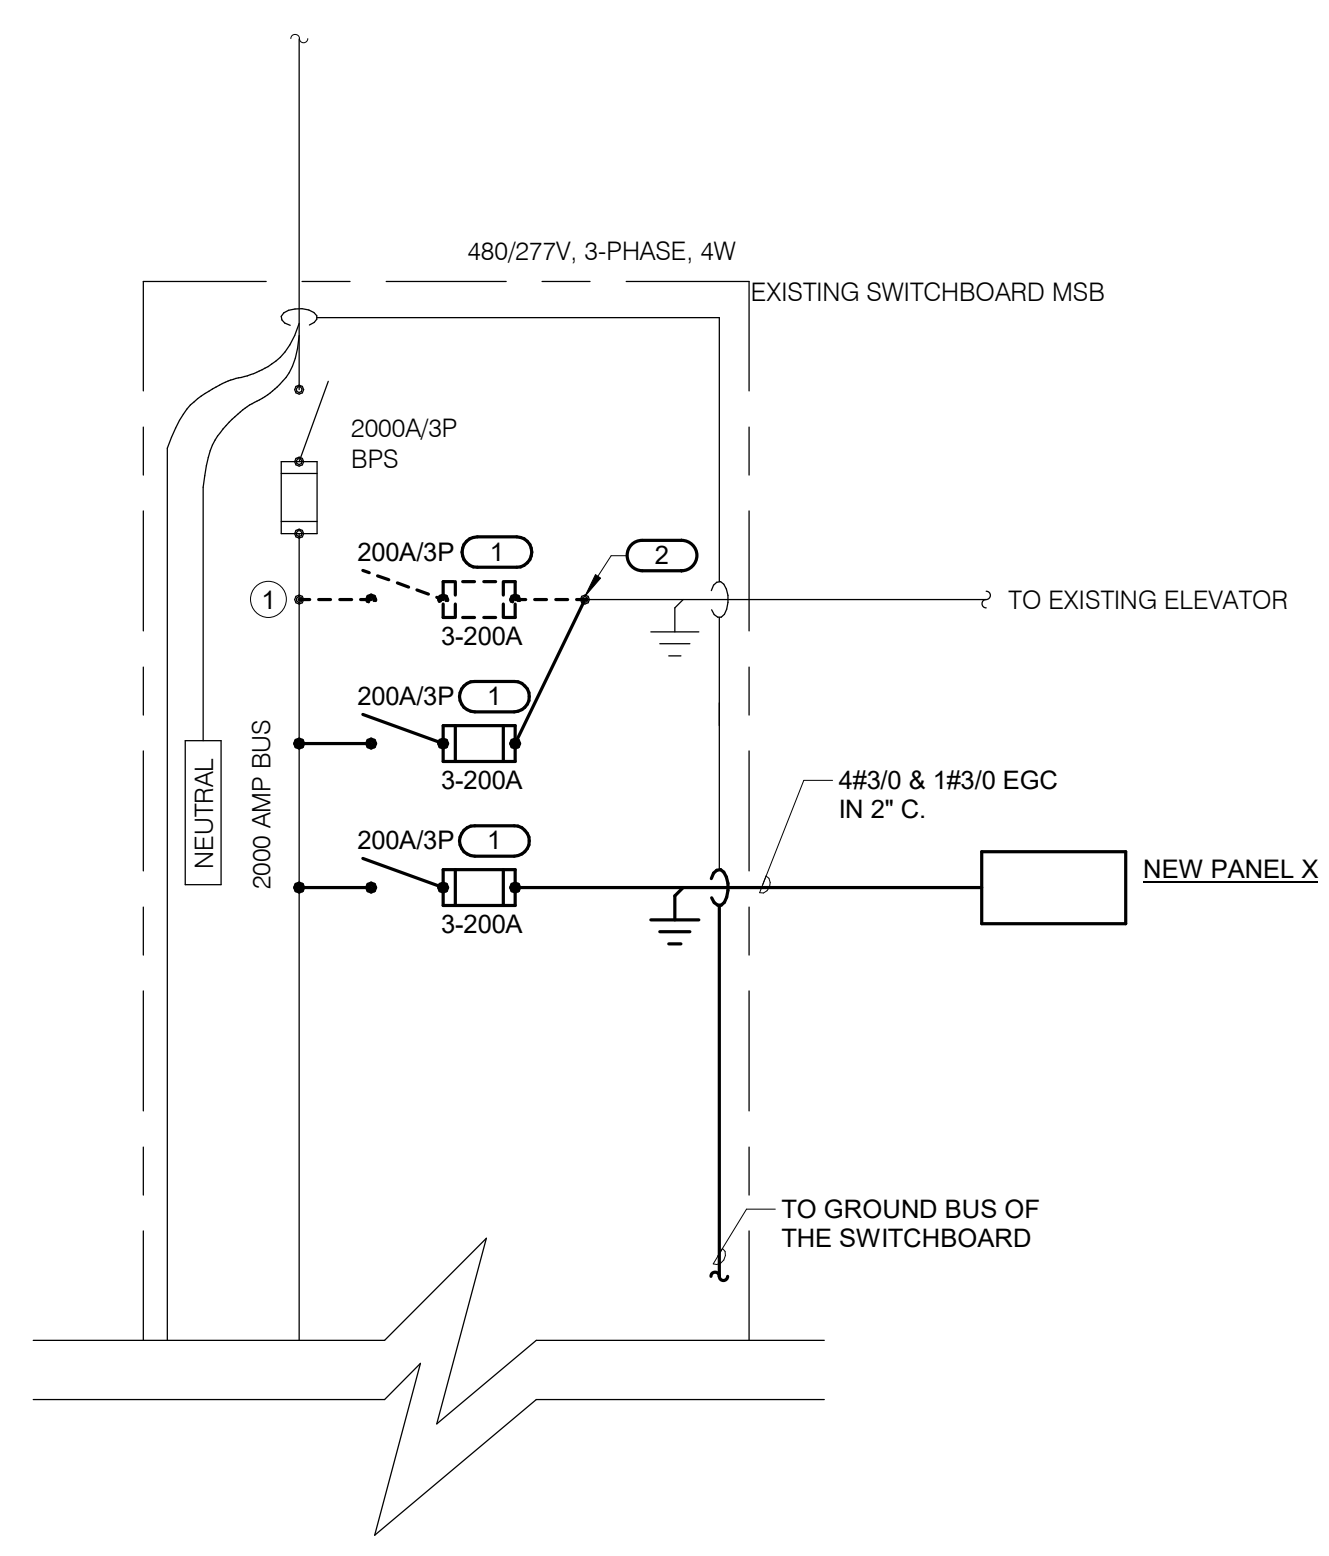 480/277V, 3-PHASE, 4W
EXISTING SWITCHBOARD MSB
2000A/3P
BPS
200A/3P 1
2
1
3-200A
TO EXISTING ELEVATOR
200A/3P 1
3-200A
NEUTRAL
2000 AMP BUS
4#3/0 & 1#3/0 EGC
IN 2" C.
200A/3P 1
3-200A
NEW PANEL X
TO GROUND BUS OF
THE SWITCHBOARD